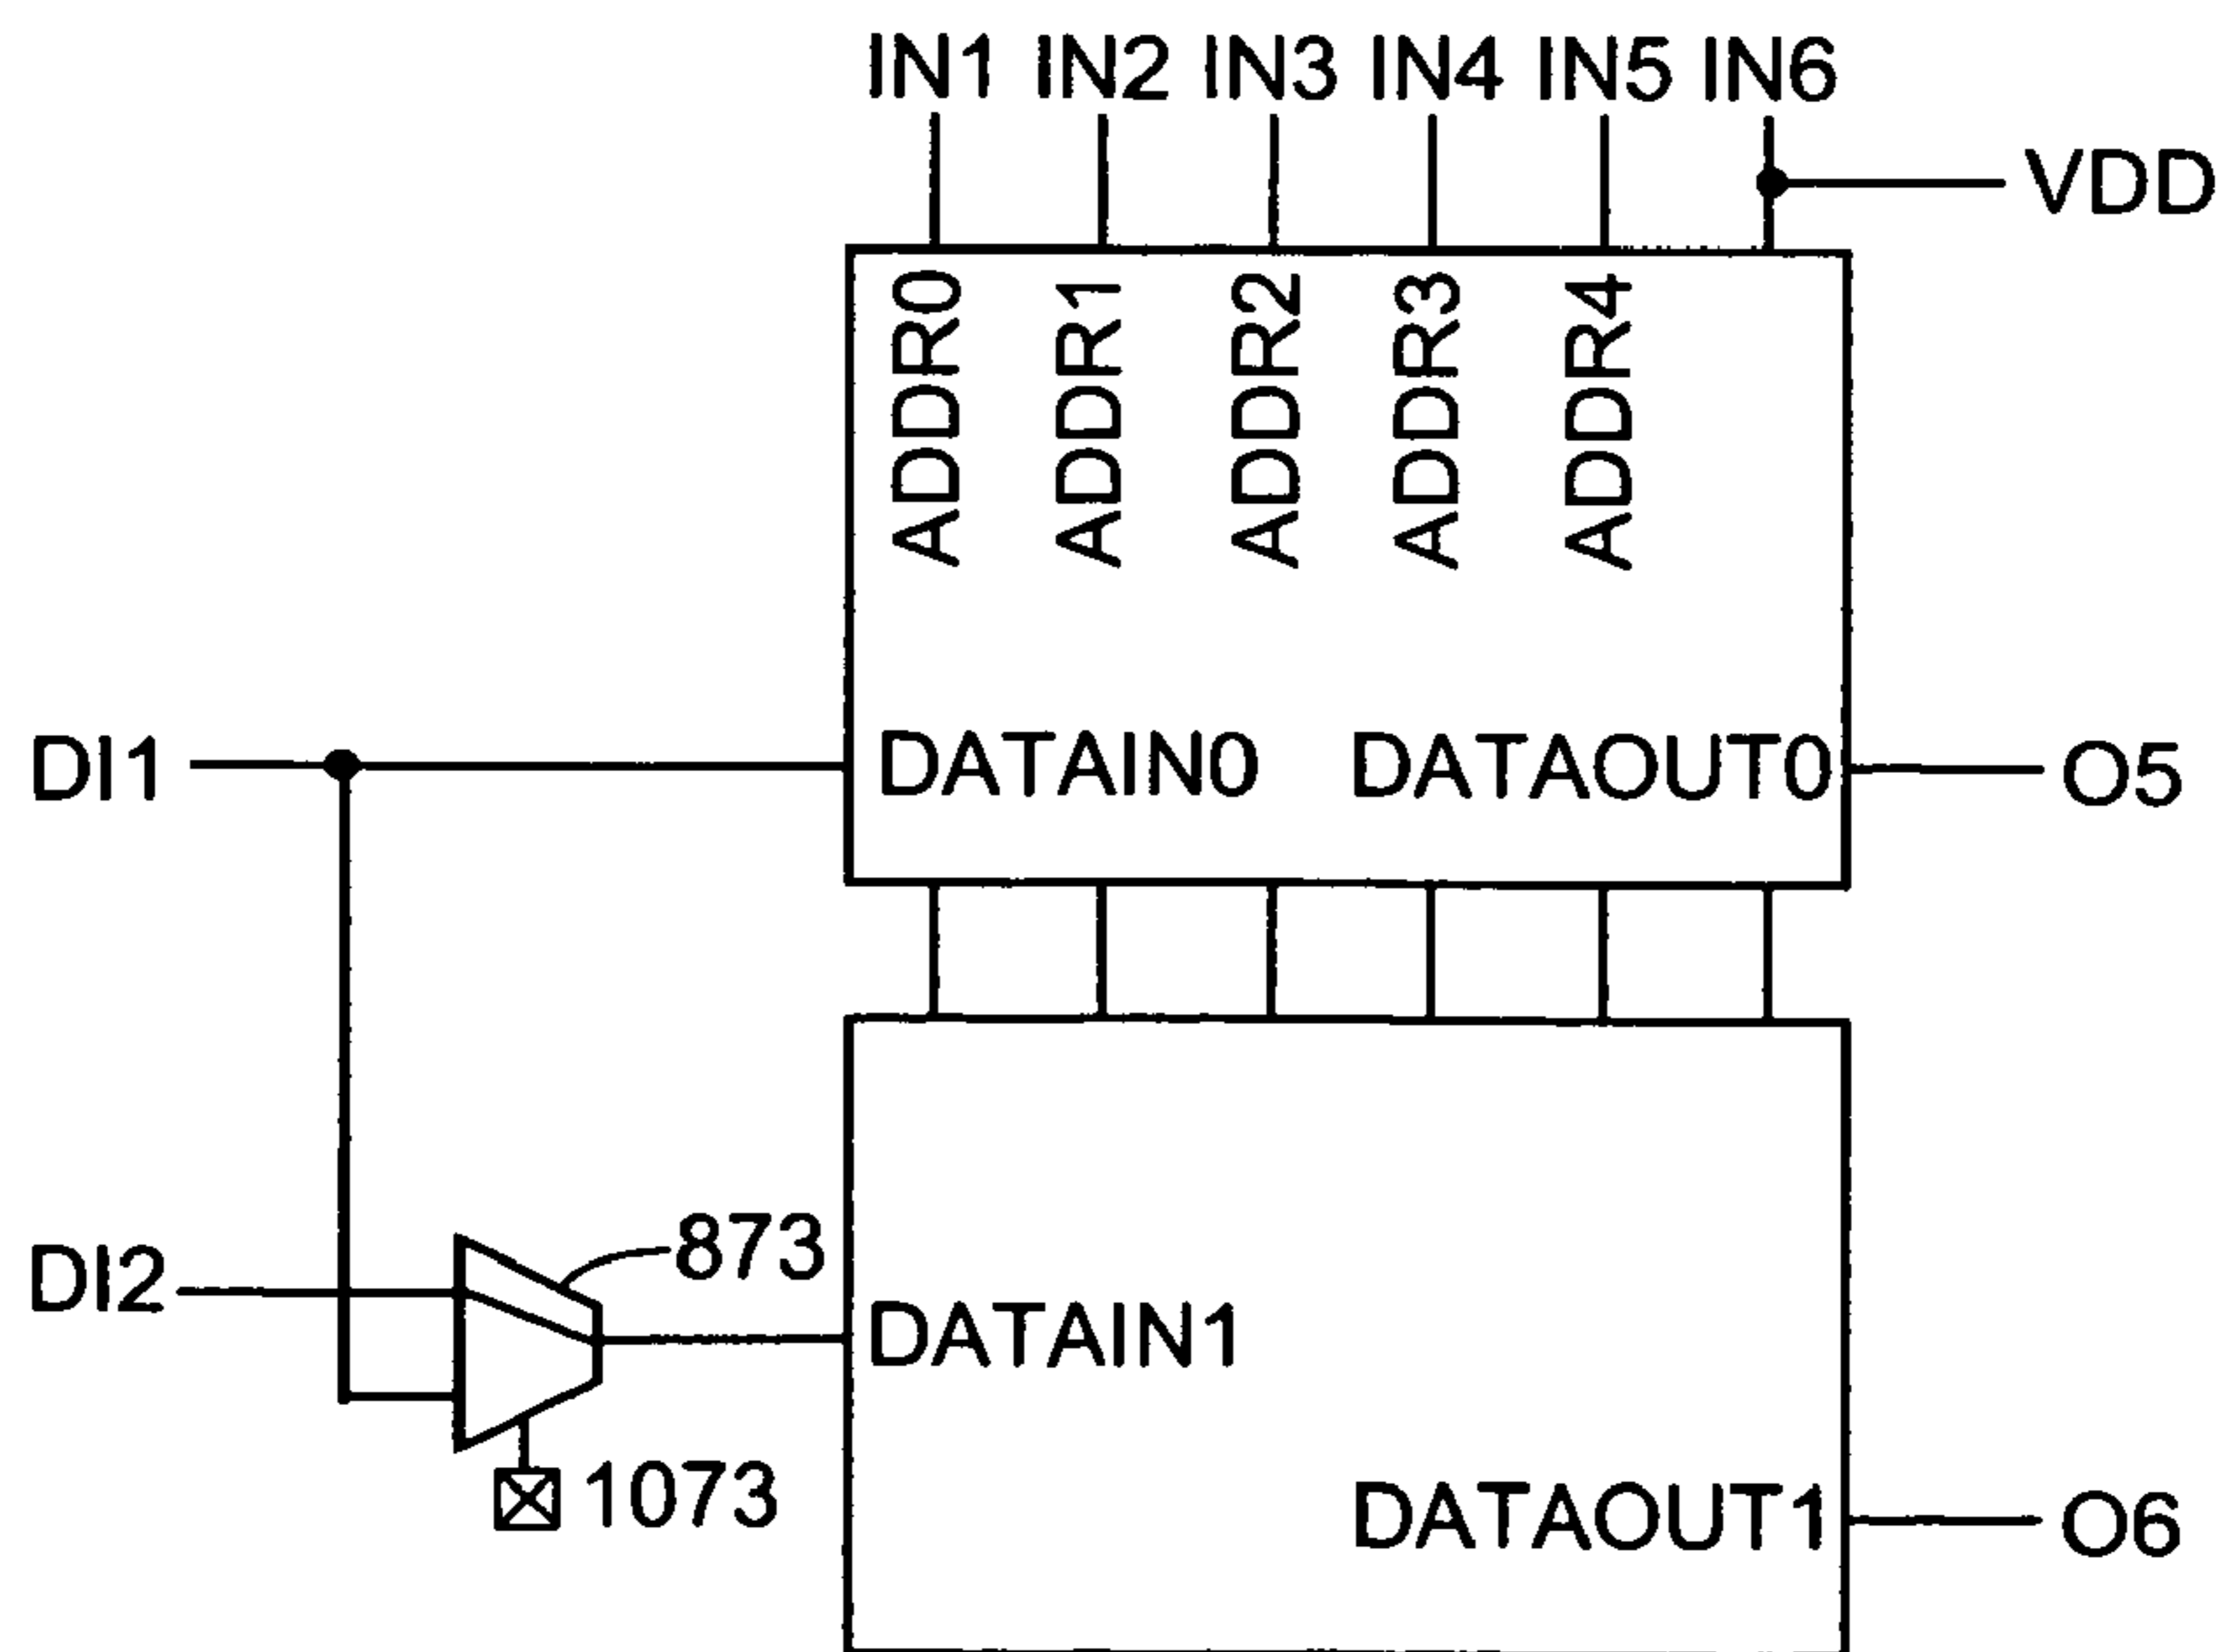 IN1 IN2 IN3 IN4 IN5 IN6
VDD
ADDR0
ADDR1
ADDR2
ADDR3
ADDR4
DI1
DATAIN0
DATAOUT0
O5
DI2
873
DATAIN1
1073
DATAOUT1
O6